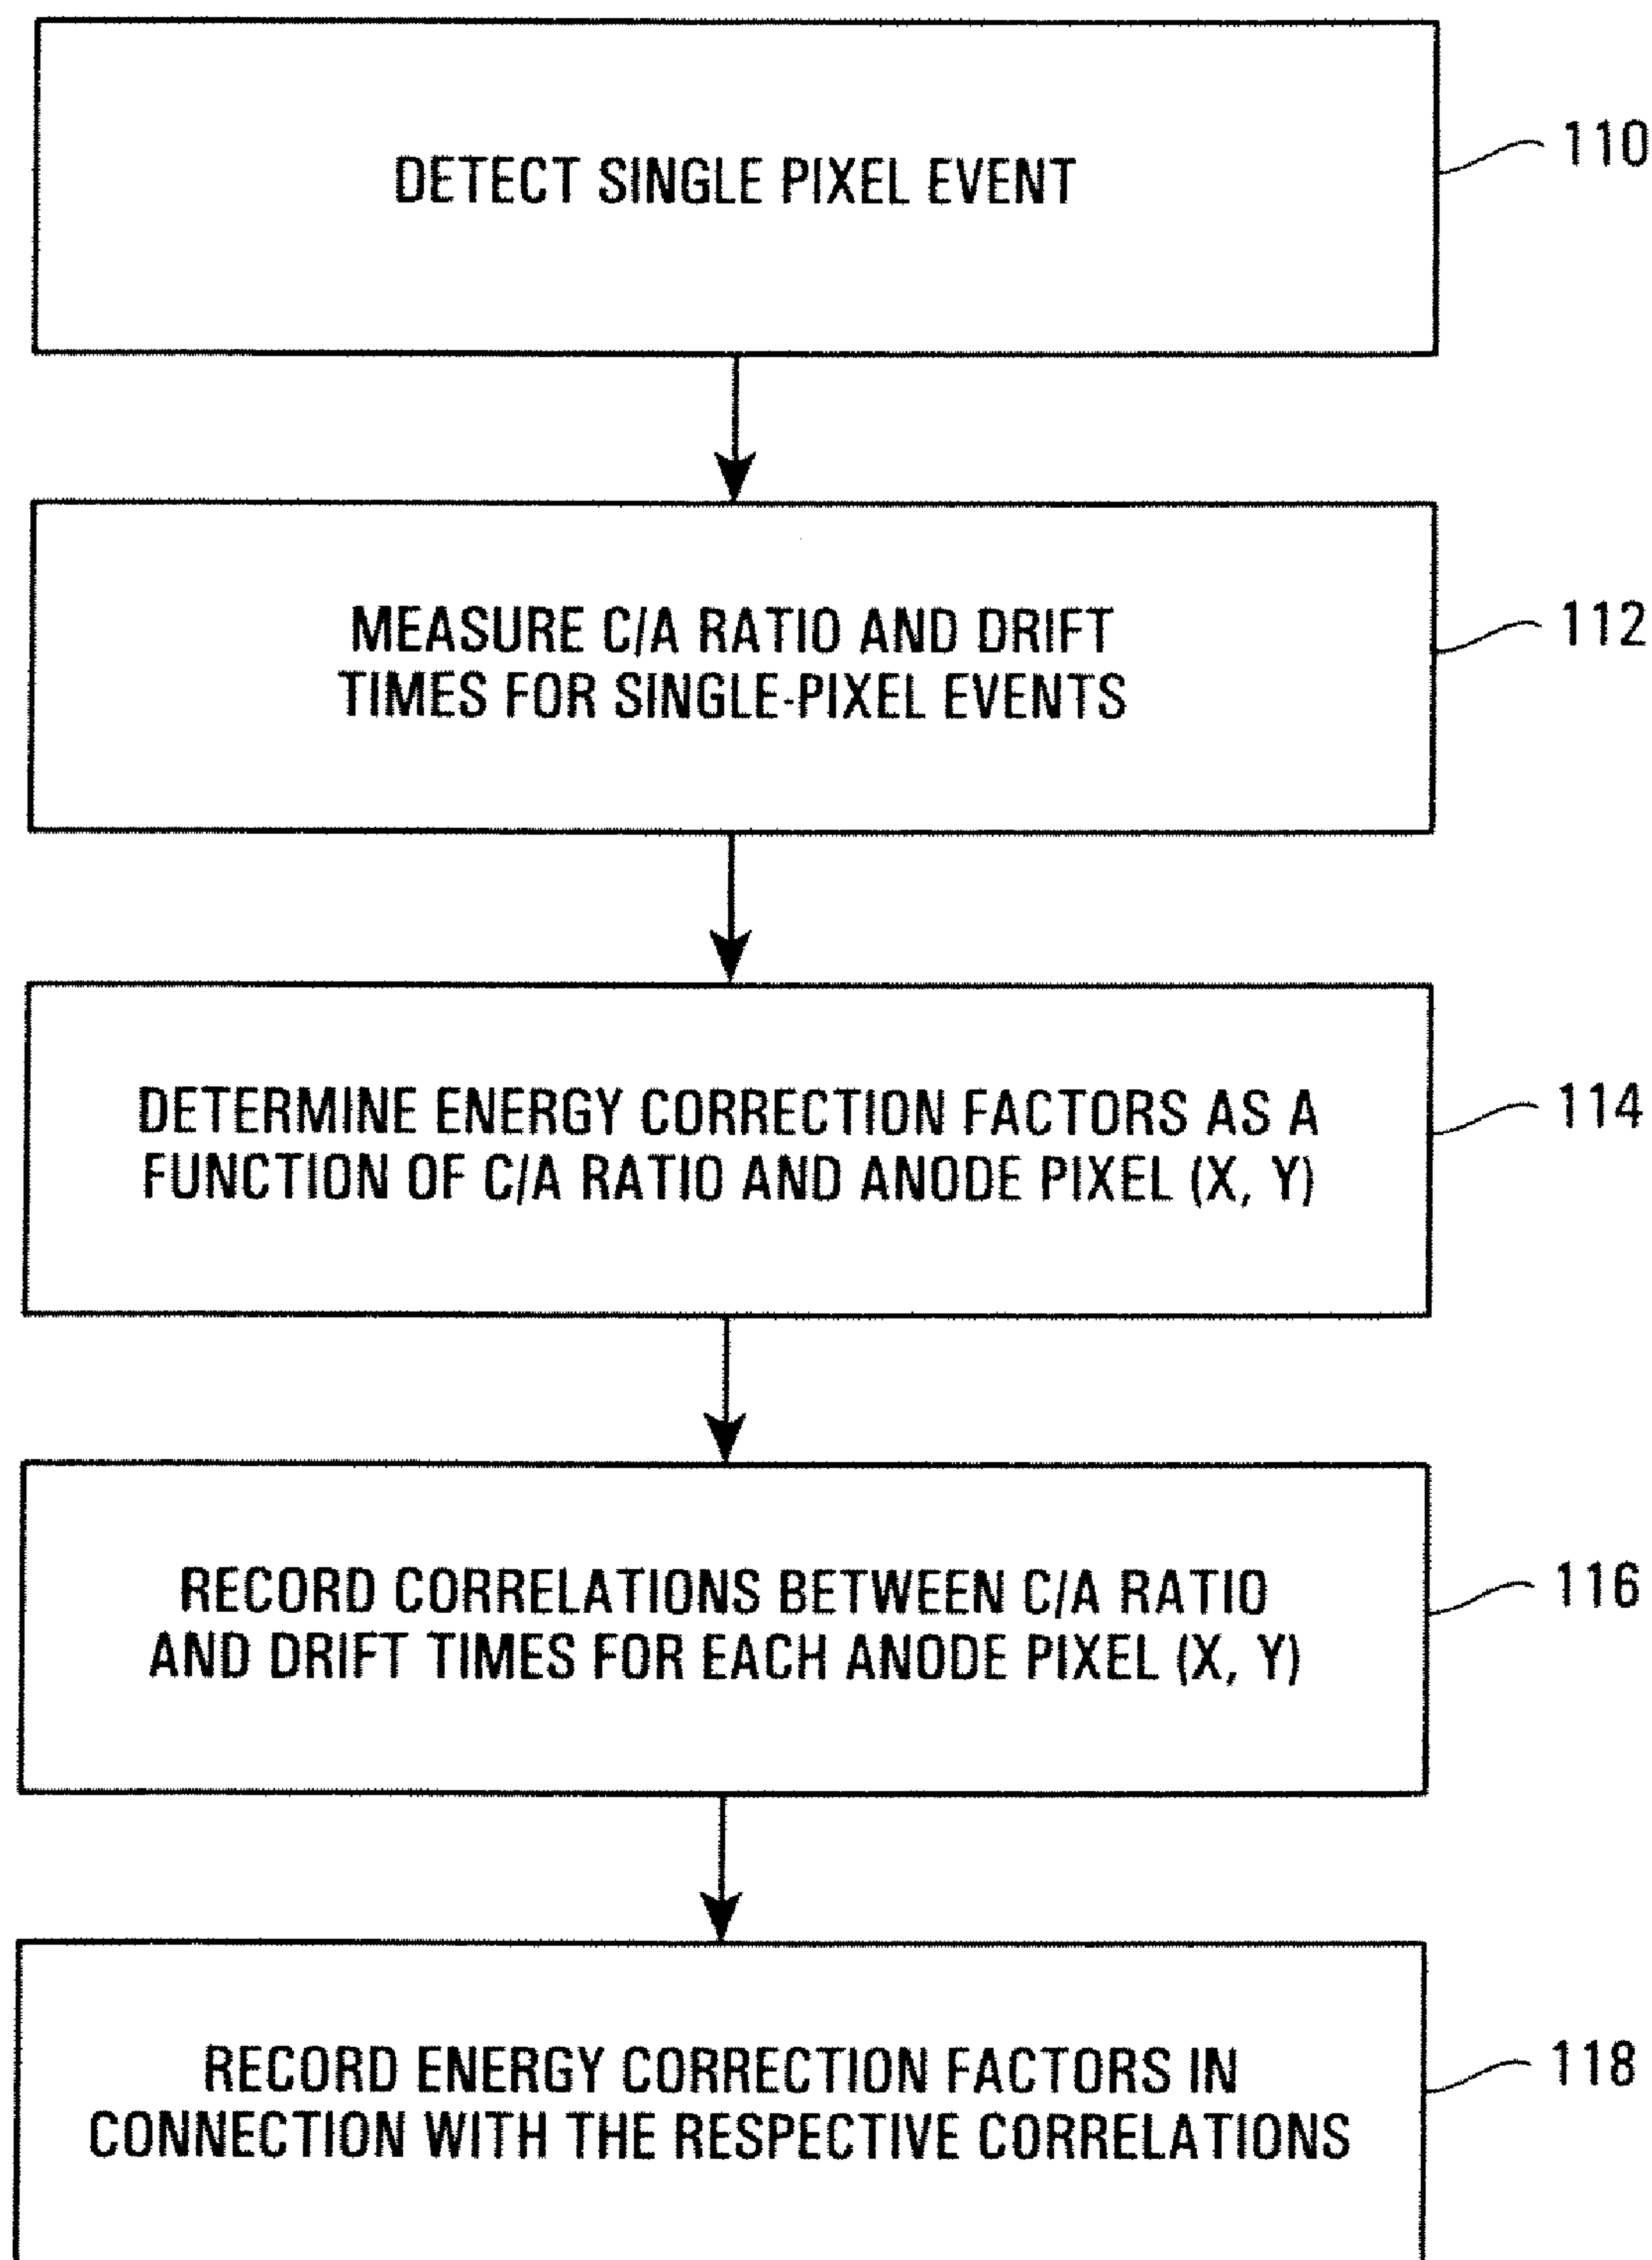 DETECT SINGLE PIXEL EVENT
110
MEASURE C/A RATIO AND DRIFT
TIMES FOR SINGLE-PIXEL EVENTS
112
DETERMINE ENERGY CORRECTION FACTORS AS A
FUNCTION OF C/A RATIO AND ANODE PIXEL (X, Y)
114
RECORD CORRELATIONS BETWEEN C/A RATIO
AND DRIFT TIMES FOR EACH ANODE PIXEL (X, Y)
116
RECORD ENERGY CORRECTION FACTORS IN
CONNECTION WITH THE RESPECTIVE CORRELATIONS
118